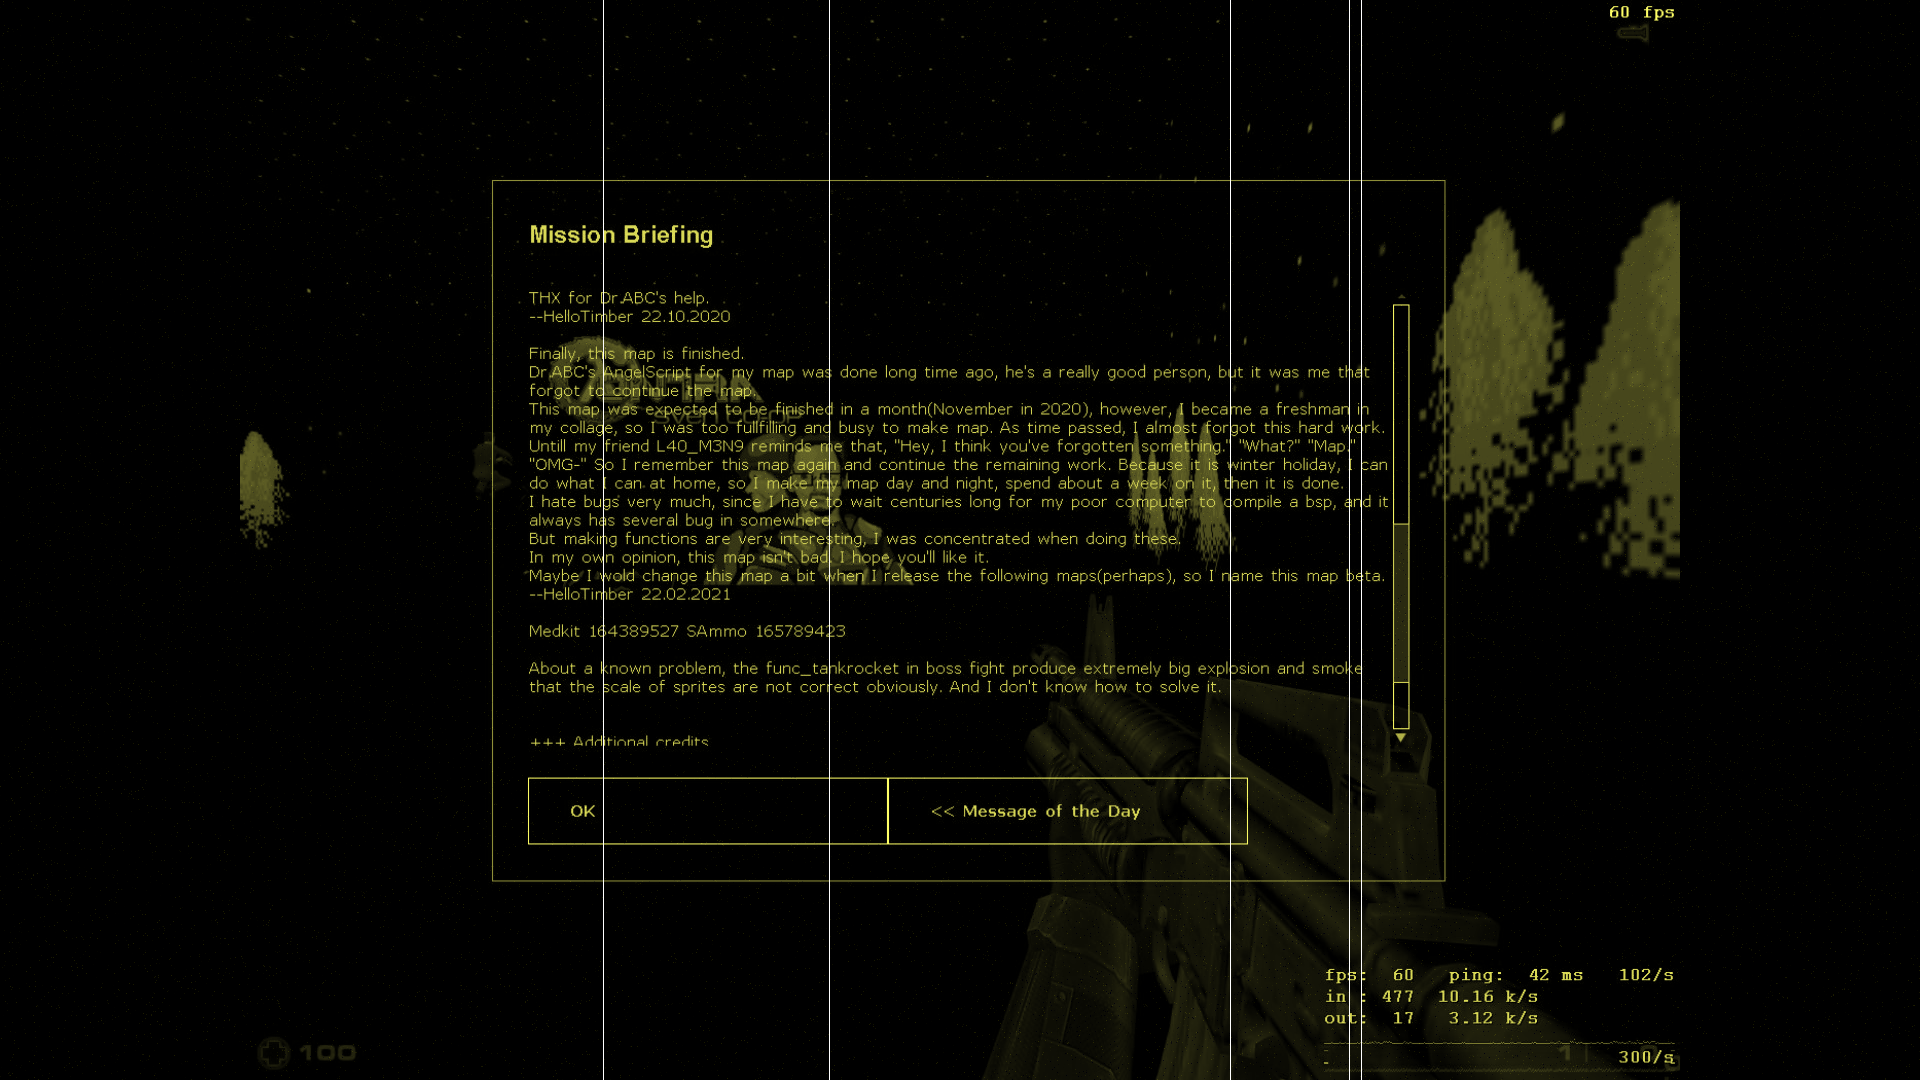 60 fps
Mission Briefing
THX for Dr.ABC's help.
--HelloTimber 22.10.2020
Finally, this map is finished.
Dr.ABC's AngelScript for my map was done long time ago, he's a really good person, but it was me that
forgot to continue the map.
This map was expected to be finished in a month(November in 2020), however, I became a freshman in
my collage, so I was too fullfilling and busy to make map. As time passed, I almost forgot this hard work.
Untill my friend L40_M3N9 reminds me that, "Hey, I think you've forgotten something." "What?" "Map."
"OMG-" So I remember this map again and continue the remaining work. Because it is winter holiday, I can
do what I can at home, so I make my map day and night, spend about a week on it, then it is done.
I hate bugs very much, since I have to wait centuries long for my poor computer to compile a bsp, and it
always has several bug in somewhere.
But making functions are very interesting, I was concentrated when doing these.
In my own opinion, this map isn't bad. I hope you'll like it.
Maybe I wold change this map a bit when I release the following maps(perhaps), so I name this map beta.
--HelloTimber 22.02.2021
Medkit 164389527 SAmmo 165789423
About a known problem, the func_tankrocket in boss fight produce extremely big explosion and smoke
that the scale of sprites are not correct obviously. And I don't know how to solve it.
+++ Additional credits
OK
<< Message of the Day
fps: 60 ping: 42 ms 102/s
in : 477 10.16 k/s
out: 17 3.12 k/s
100
1
300/s